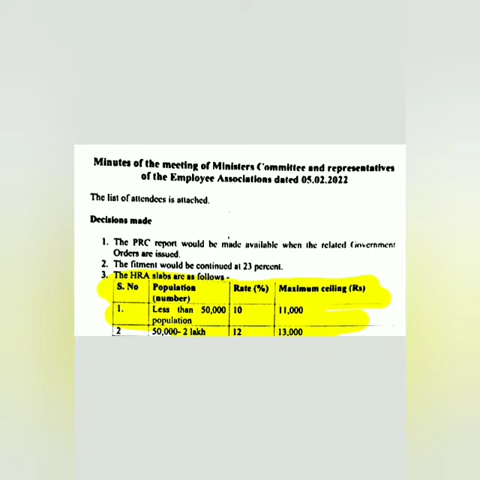 Minutes of the meeting of Ministers Committee and representatives
of the Employee Associations dated 05.02.2022
The list of attendees is attached.
Decisions made
1. The PRC report would be made available when the related Government
Orders are issued.
2. The fitment would be continued at 23 percent.
3. The HRA slabs are as follows -
S. No Population (number) Rate (%) Maximum ceiling (Rs)
1. Less than 50,000 population 10 11,000
2 50,000- 2 lakh 12 13,000